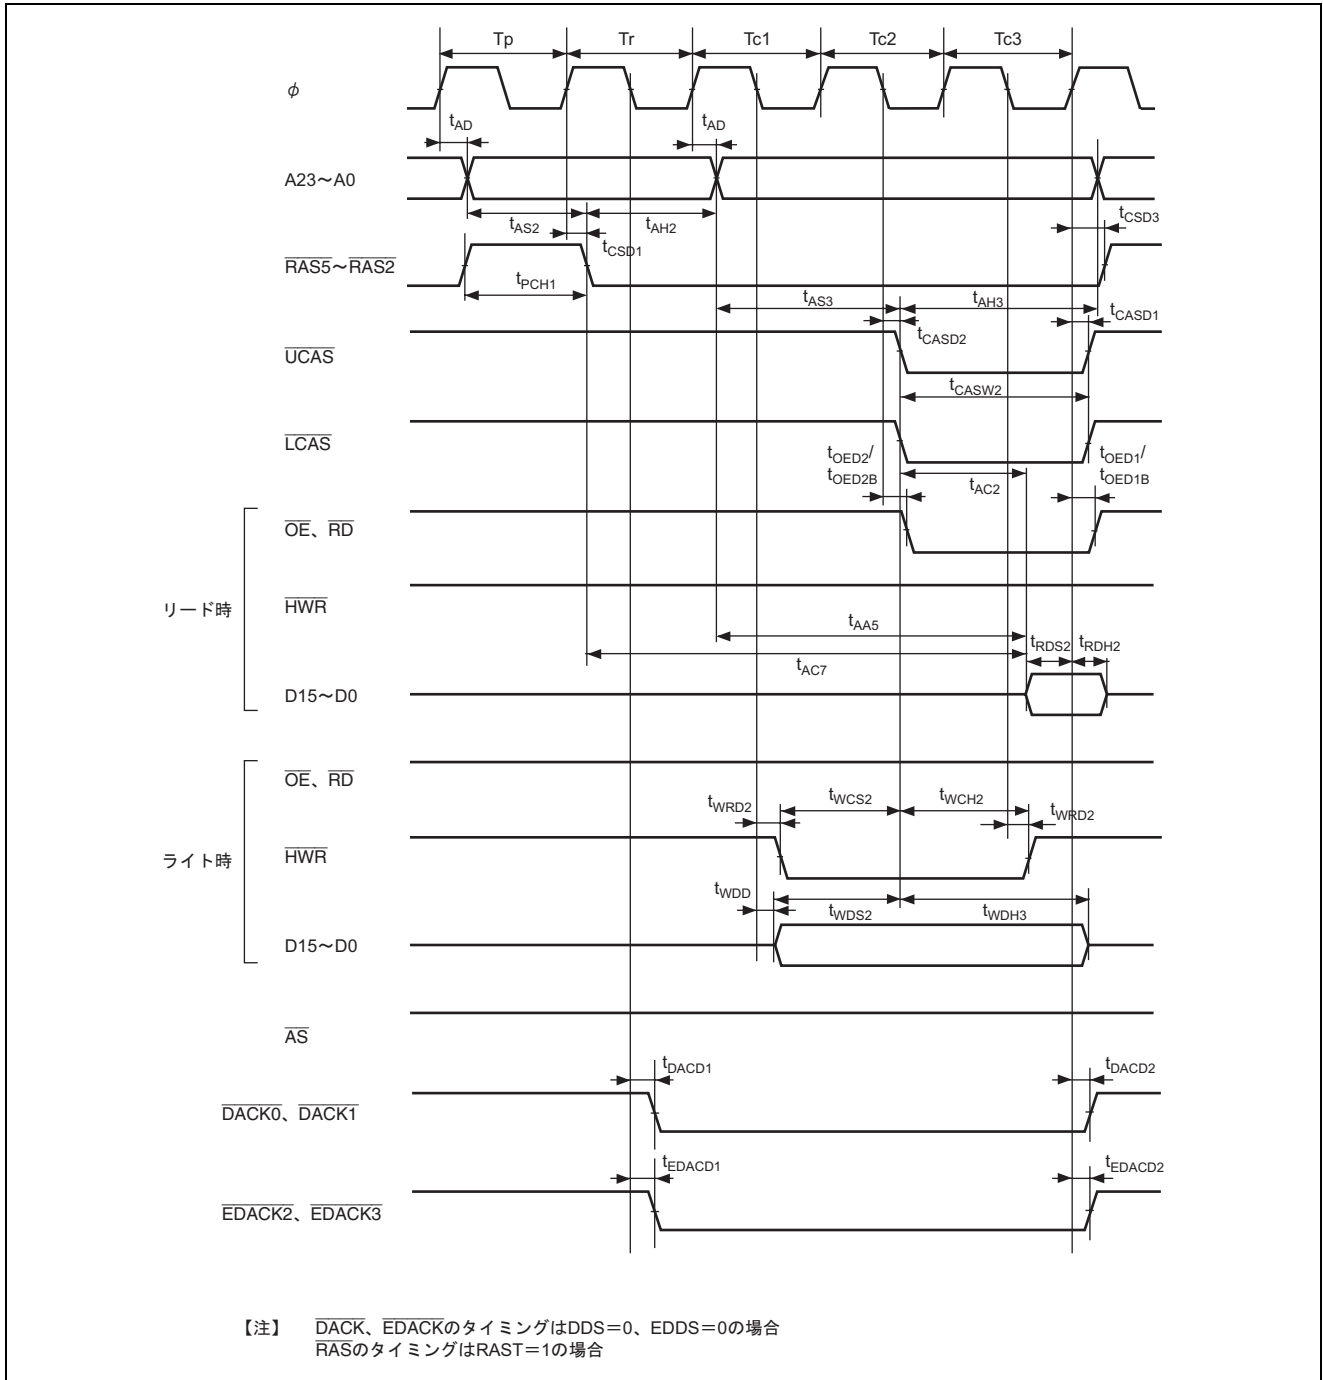 Tp Tr Tc1 Tc2 Tc3
φ
tAD tAD
A23～A0
tAS2 tAH2 tCSD3
tCSD1
RAS5～RAS2
tPCH1
tAS3 tAH3
tCASD1
tCASD2
UCAS
tCASW2
LCAS
tOED2/ tOED1/
tOED2B tAC2 tOED1B
OE、RD
リード時 HWR
tAA5
tRDS2 tRDH2
tAC7
D15～D0
OE、RD
tWCS2 tWCH2
tWRD2 tWRD2
ライト時 HWR
tWDD
tWDS2 tWDH3
D15～D0
AS
tDACD1 tDACD2
DACK0、DACK1
tEDACD1 tEDACD2
EDACK2、EDACK3
【注】 DACK、EDACKのタイミングはDDS＝0、EDDS＝0の場合
RASのタイミングはRAST＝1の場合